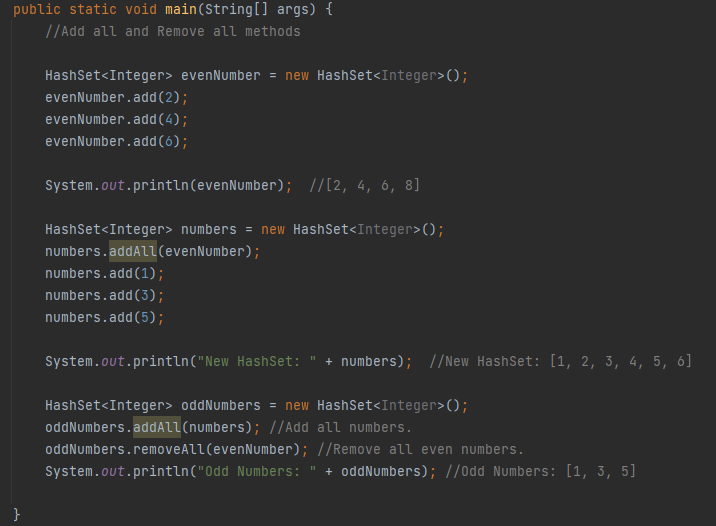 public static void main(String[] args) {
    //Add all and Remove all methods

    HashSet<Integer> evenNumber = new HashSet<Integer>();
    evenNumber.add(2);
    evenNumber.add(4);
    evenNumber.add(6);

    System.out.println(evenNumber);  //[2, 4, 6, 8]

    HashSet<Integer> numbers = new HashSet<Integer>();
    numbers.addAll(evenNumber);
    numbers.add(1);
    numbers.add(3);
    numbers.add(5);

    System.out.println("New HashSet: " + numbers);  //New HashSet: [1, 2, 3, 4, 5, 6]

    HashSet<Integer> oddNumbers = new HashSet<Integer>();
    oddNumbers.addAll(numbers); //Add all numbers.
    oddNumbers.removeAll(evenNumber); //Remove all even numbers.
    System.out.println("Odd Numbers: " + oddNumbers); //Odd Numbers: [1, 3, 5]

}